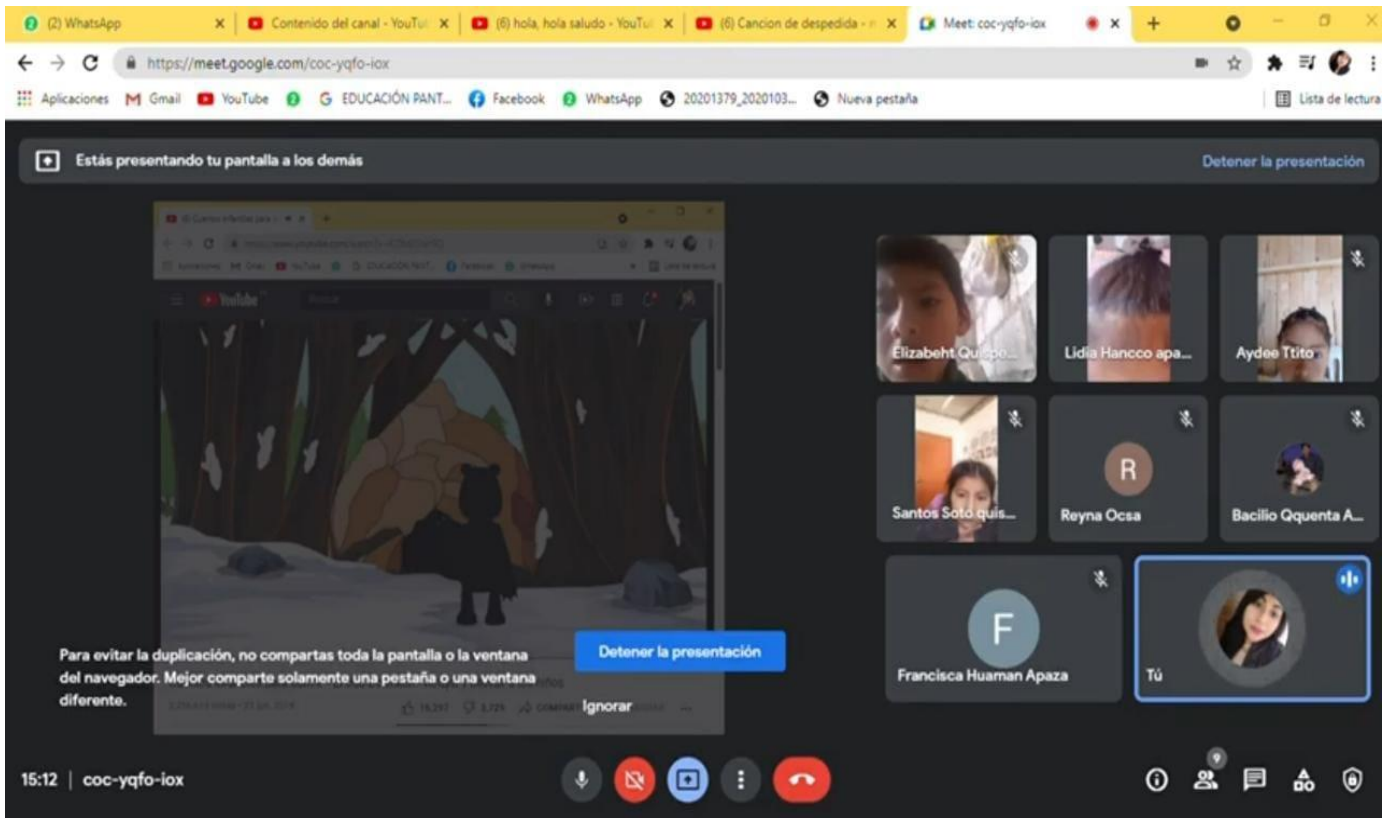 (2) WhatsApp
Contenido del canal - YouTu
(6) hola, hola saludo - YouTu
(6) Cancion de despedida -
Meet: coc-yqfo-iox
https://meet.google.com/coc-yqfo-iox
Aplicaciones
Gmail
YouTube
EDUCACIÓN PANT...
Facebook
WhatsApp
20201379_2020103...
Nueva pestaña
Lista de lectura
Estás presentando tu pantalla a los demás
Detener la presentación
YouTube
Buscar
Elizabeht Quispe...
Lidia Hancco apa...
Aydee Ttito
Santos Soto quis...
R
Reyna Ocsa
Bacilio Qquenta A...
F
Francisca Huaman Apaza
Tú
Para evitar la duplicación, no compartas toda la pantalla o la ventana
del navegador. Mejor comparte solamente una pestaña o una ventana
diferente.
Detener la presentación
Ignorar
15:12 | coc-yqfo-iox
9